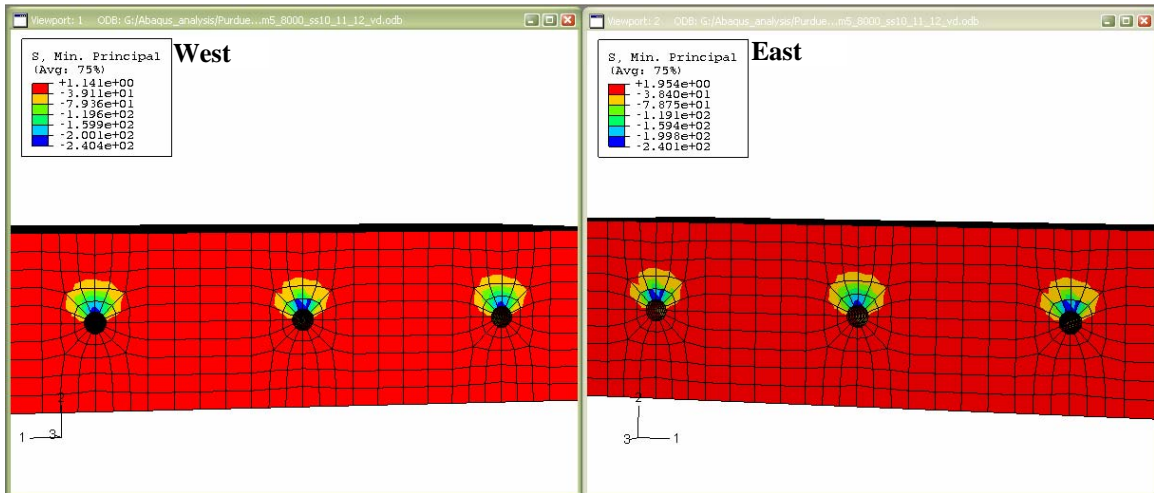 Viewport: 1 ODB: G:/Abaqus_analysis/Purdue...m5_8000_ss10_11_12_vd.odb
S, Min. Principal
(Avg: 75%)
+1.141e+00
-3.911e+01
-7.936e+01
-1.196e+02
-1.599e+02
-2.001e+02
-2.404e+02
West
2
1
3
Viewport: 2 ODB: G:/Abaqus_analysis/Purdue...m5_8000_ss10_11_12_vd.odb
S, Min. Principal
(Avg: 75%)
+1.954e+00
-3.840e+01
-7.875e+01
-1.191e+02
-1.594e+02
-1.998e+02
-2.401e+02
East
2
3
1